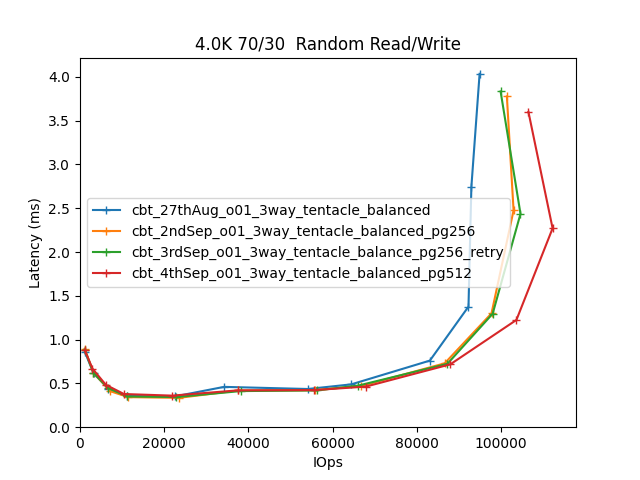 4.0K 70/30  Random Read/Write
4.0
3.5
3.0
2.5
2.0
1.5
1.0
0.5
0.0
Latency (ms)
cbt_27thAug_o01_3way_tentacle_balanced
cbt_2ndSep_o01_3way_tentacle_balanced_pg256
cbt_3rdSep_o01_3way_tentacle_balance_pg256_retry
cbt_4thSep_o01_3way_tentacle_balanced_pg512
0 20000 40000 60000 80000 100000
IOps